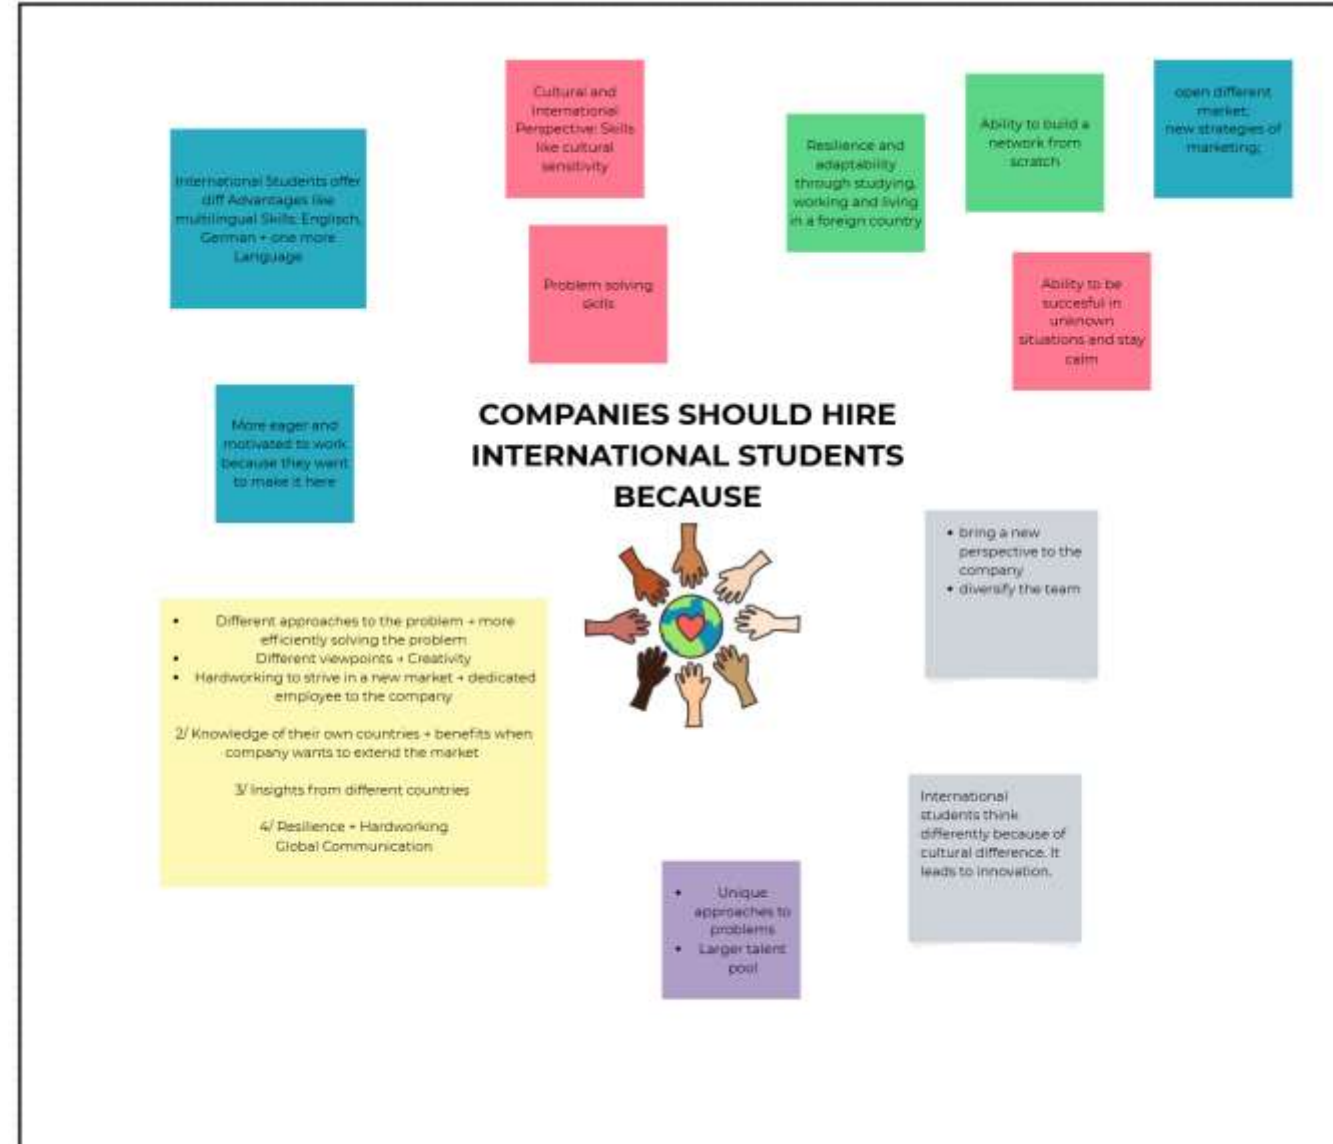 Cultural and
International
Perspective: Skills
like cultural
sensitivity
open different
market;
new strategies of
marketing;
Ability to build a
network from
scratch
Resilience and
adaptability
through studying,
working and living
in a foreign country
International Students offer
diff Advantages like
multilingual Skills: Englisch,
German + one more
Language
Problem solving
skills
Ability to be
succesful in
unknown
situations and stay
calm
More eager and
motivated to work
because they want
to make it here
COMPANIES SHOULD HIRE
INTERNATIONAL STUDENTS
BECAUSE
• bring a new
perspective to the
company
• diversify the team
• Different approaches to the problem + more
efficiently solving the problem
• Different viewpoints + Creativity
• Hardworking to strive in a new market + dedicated
employee to the company
2/ Knowledge of their own countries + benefits when
company wants to extend the market
3/ Insights from different countries
4/ Resilience + Hardworking
Global Communication
International
students think
differently because of
cultural difference. It
leads to innovation.
• Unique
approaches to
problems
• Larger talent
pool